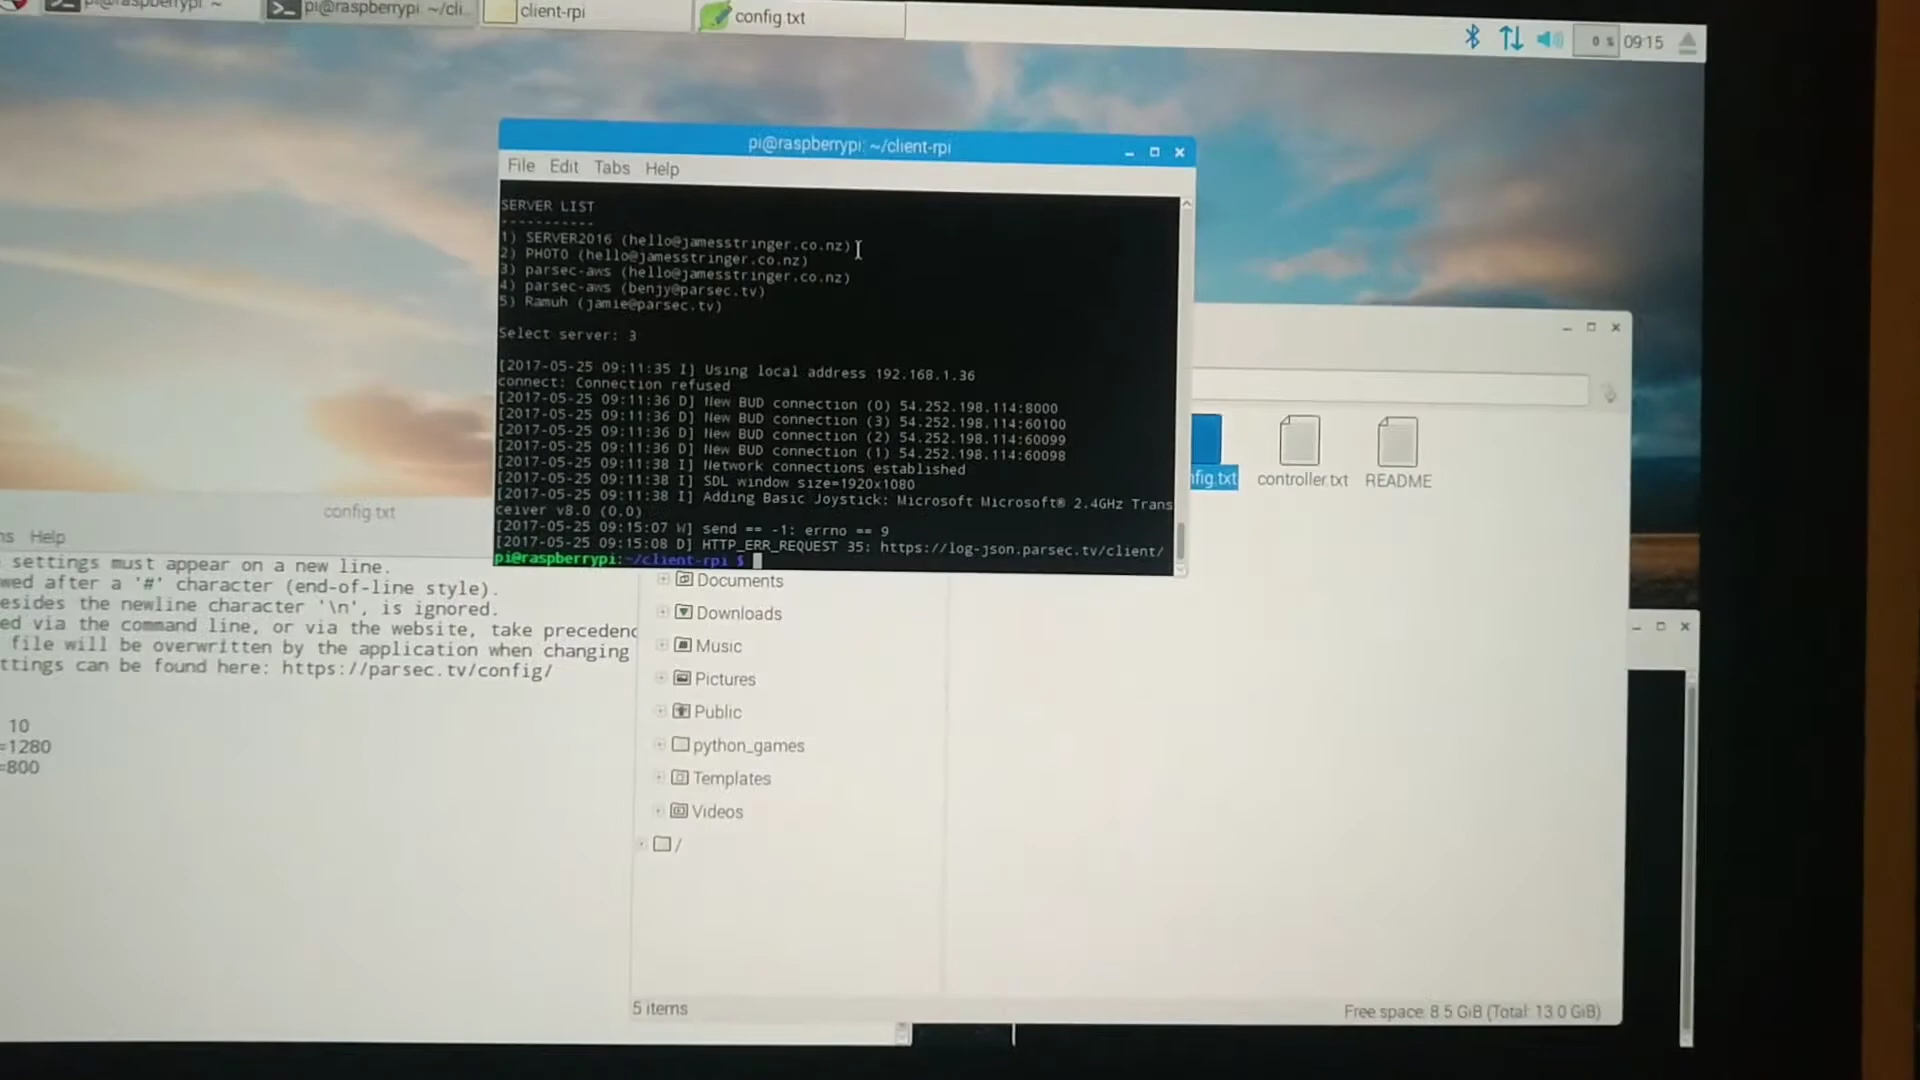 pi@raspberrypi ~
pi@raspberrypi ~/cli...
client-rpi
config.txt
0 %
09:15
pi@raspberrypi: ~/client-rpi
File Edit Tabs Help
SERVER LIST
-----------
1) SERVER2016 (hello@jamesstringer.co.nz)
2) PHOTO (hello@jamesstringer.co.nz)
3) parsec-aws (hello@jamesstringer.co.nz)
4) parsec-aws (benjy@parsec.tv)
5) Ramuh (jamie@parsec.tv)
Select server: 3
[2017-05-25 09:11:35 I] Using local address 192.168.1.36
connect: Connection refused
[2017-05-25 09:11:36 D] New BUD connection (0) 54.252.198.114:8000
[2017-05-25 09:11:36 D] New BUD connection (3) 54.252.198.114:60100
[2017-05-25 09:11:36 D] New BUD connection (2) 54.252.198.114:60099
[2017-05-25 09:11:36 D] New BUD connection (1) 54.252.198.114:60098
[2017-05-25 09:11:38 I] Network connections established
[2017-05-25 09:11:38 I] SDL window size=1920x1080
[2017-05-25 09:11:38 I] Adding Basic Joystick: Microsoft Microsoft® 2.4GHz Trans
ceiver v8.0 (0.0)
[2017-05-25 09:15:07 W] send == -1: errno == 9
[2017-05-25 09:15:08 D] HTTP_ERR_REQUEST 35: https://log-json.parsec.tv/client/
pi@raspberrypi:~/client-rpi $
fig.txt
controller.txt
README
config.txt
ns Help
settings must appear on a new line.
wed after a '#' character (end-of-line style).
esides the newline character '\n', is ignored.
ed via the command line, or via the website, take precedenc
file will be overwritten by the application when changing
ttings can be found here: https://parsec.tv/config/
10
=1280
=800
Documents
Downloads
Music
Pictures
Public
python_games
Templates
Videos
/
5 items
Free space: 8.5 GiB (Total: 13.0 GiB)